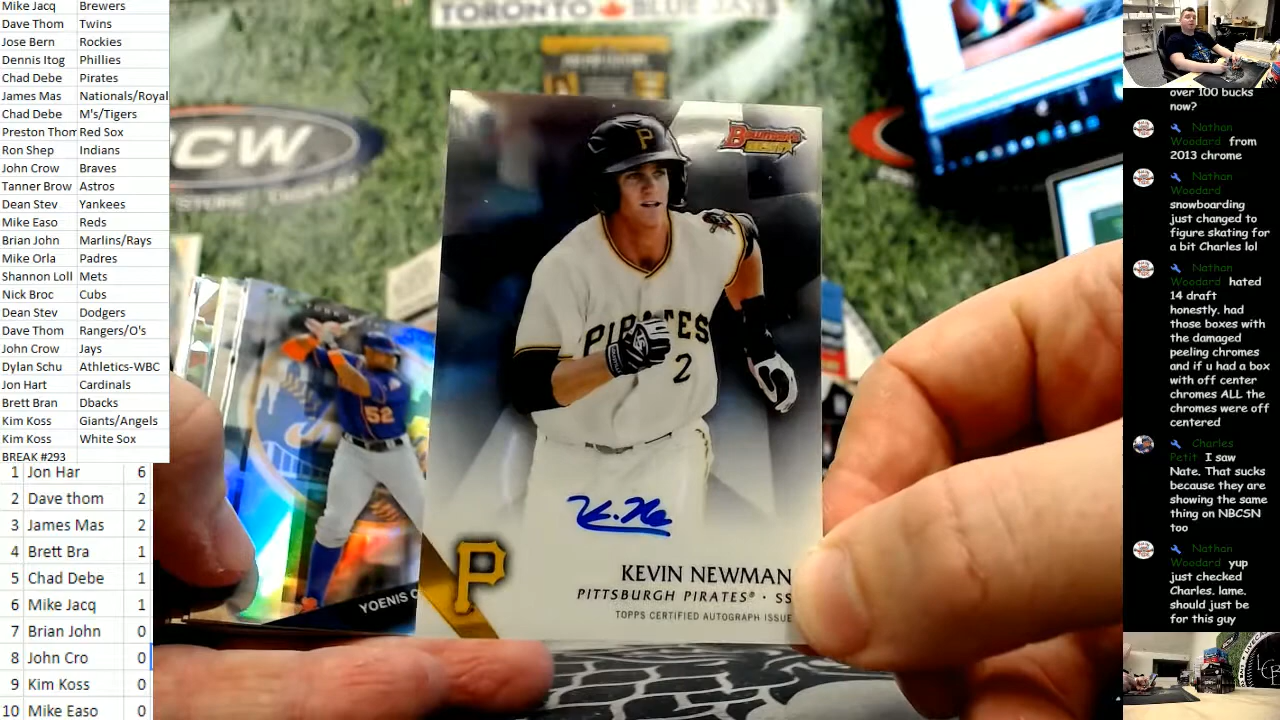 Mike Jacq Brewers
Dave Thom Twins
Jose Bern Rockies
Dennis Itog Phillies
Chad Debe Pirates
James Mas Nationals/Royal
Chad Debe M's/Tigers
Preston Thom Red Sox
Ron Shep Indians
John Crow Braves
Tanner Brow Astros
Dean Stev Yankees
Mike Easo Reds
Brian John Marlins/Rays
Mike Orla Padres
Shannon Loll Mets
Nick Broc Cubs
Dean Stev Dodgers
Dave Thom Rangers/O's
John Crow Jays
Dylan Schu Athletics-WBC
Jon Hart Cardinals
Brett Bran Dbacks
Kim Koss Giants/Angels
Kim Koss White Sox
BREAK #293
1 Jon Har 6
2 Dave thom 2
3 James Mas 2
4 Brett Bra 1
5 Chad Debe 1
6 Mike Jacq 1
7 Brian John 0
8 John Cro 0
9 Kim Koss 0
10 Mike Easo 0
TORONTO BLUE JAYS
CW
P
Bowman's
BEST
PIRATES
2
52
YOENIS C
K. N
P
KEVIN NEWMAN
PITTSBURGH PIRATES® · SS
TOPPS CERTIFIED AUTOGRAPH ISSUE
over 100 bucks
now?
Nathan
Woodard from
2013 chrome
Nathan
Woodard
snowboarding
just changed to
figure skating for
a bit Charles lol
Nathan
Woodard hated
14 draft
honestly. had
those boxes with
the damaged
peeling chromes
and if u had a box
with off center
chromes ALL the
chromes were off
centered
Charles
Petit I saw
Nate. That sucks
because they are
showing the same
thing on NBCSN
too
Nathan
Woodard yup
just checked
Charles. lame.
should just be
for this guy